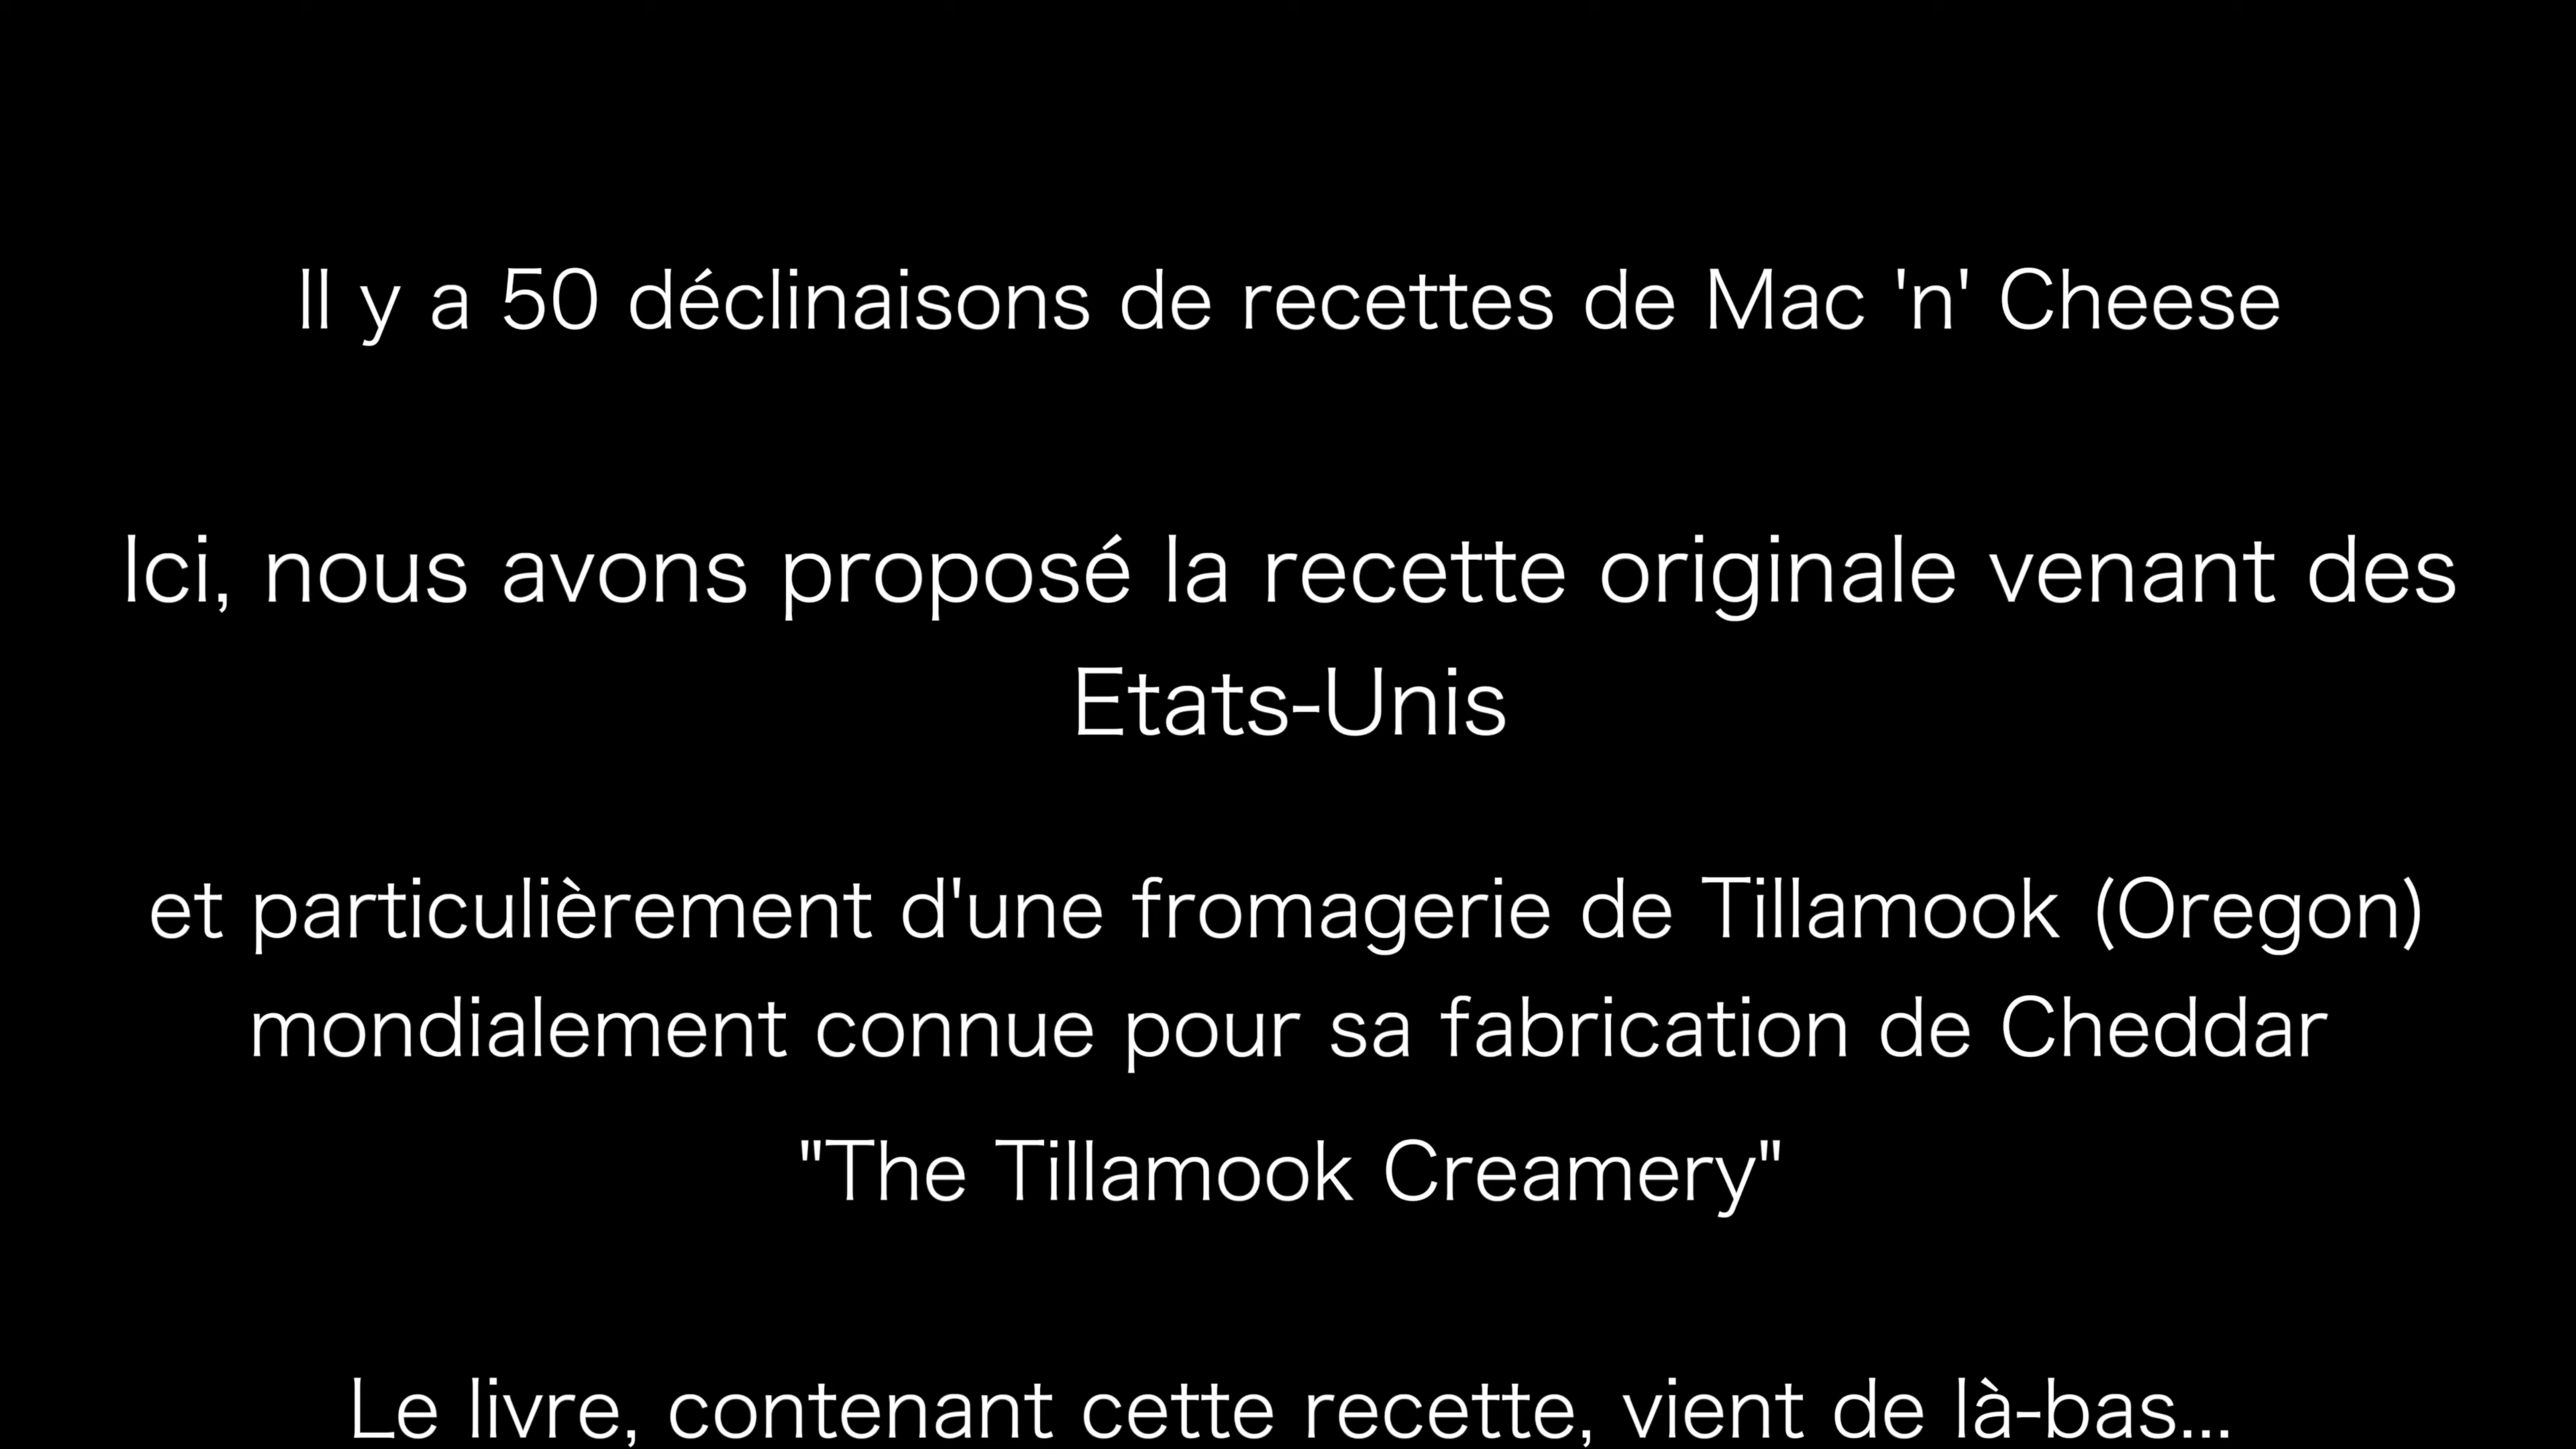 Il y a 50 déclinaisons de recettes de Mac 'n' Cheese
Ici, nous avons proposé la recette originale venant des
Etats-Unis
et particulièrement d'une fromagerie de Tillamook (Oregon)
mondialement connue pour sa fabrication de Cheddar
"The Tillamook Creamery"
Le livre, contenant cette recette, vient de là-bas...